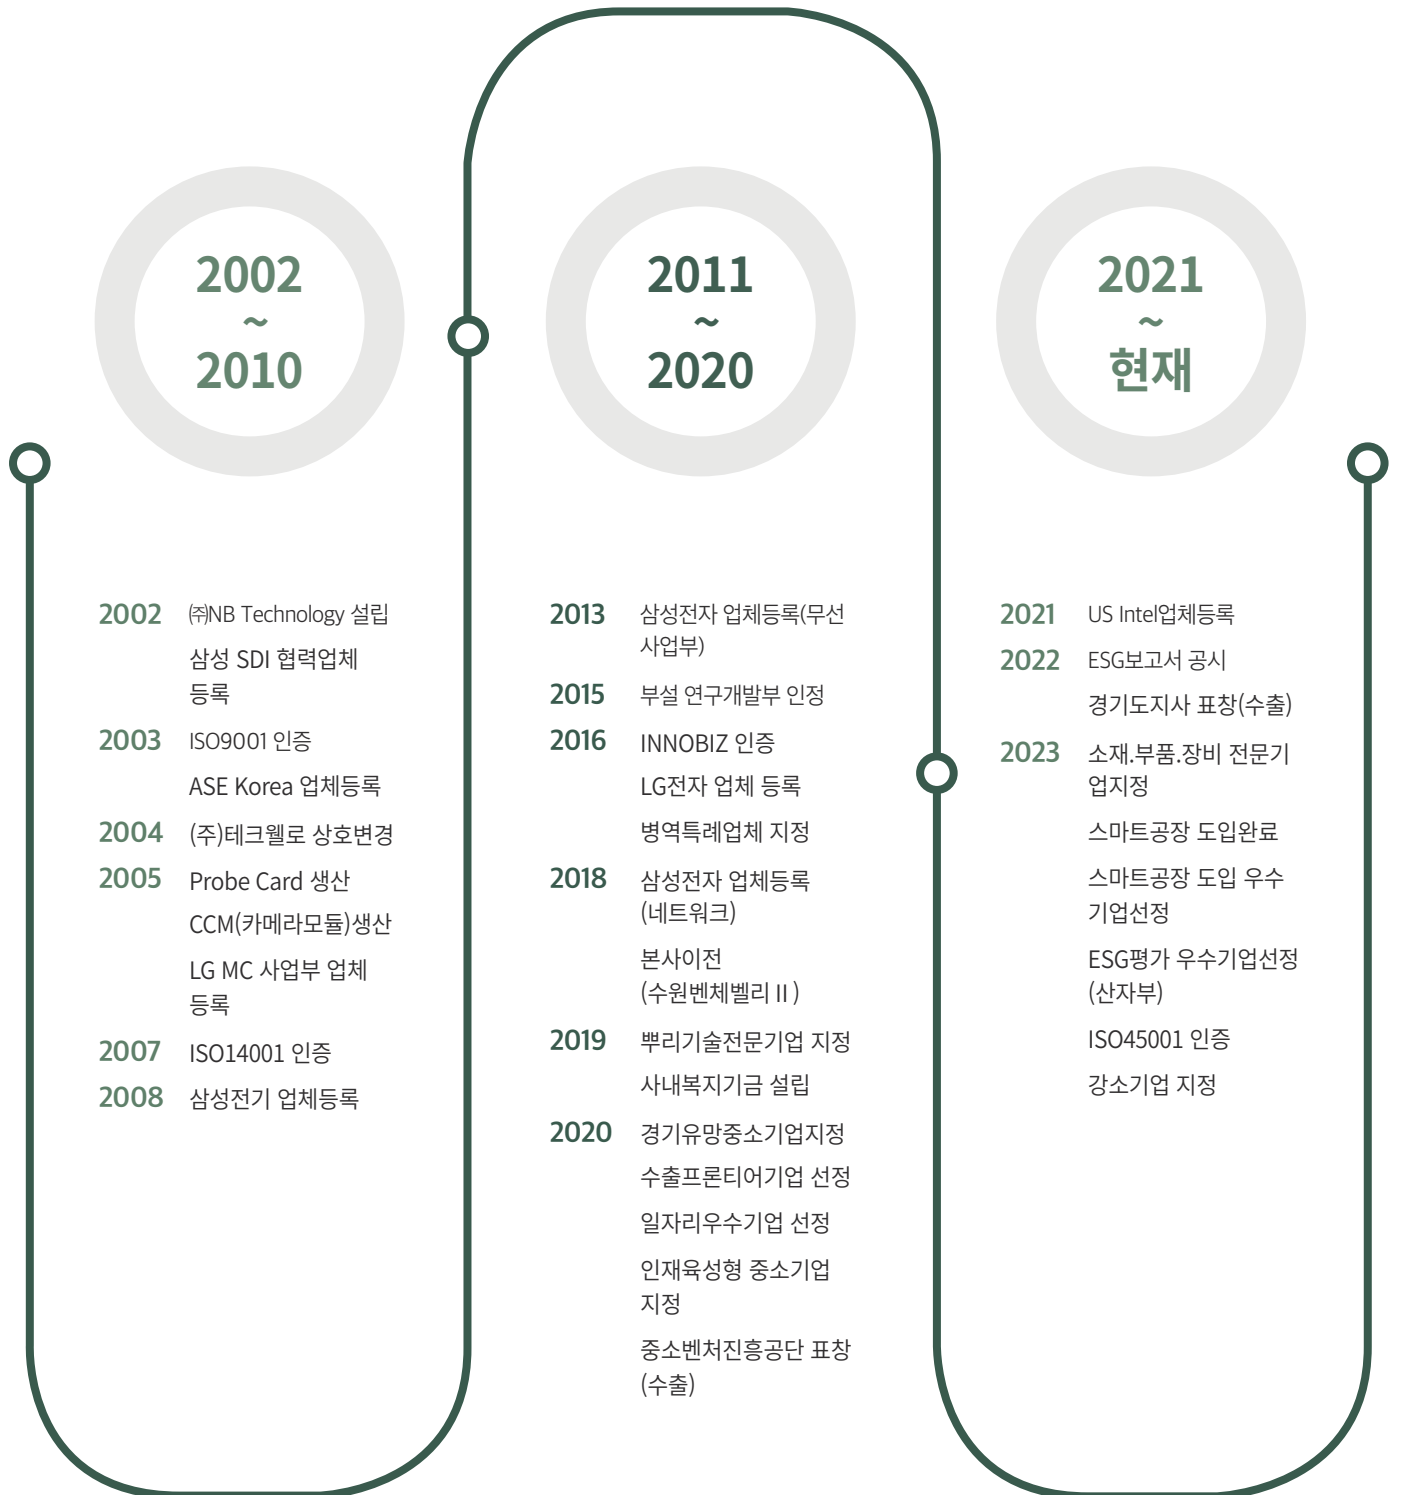 2002
~
2010
2002 ㈜NB Technology 설립
삼성 SDI 협력업체
등록
2003 ISO9001 인증
ASE Korea 업체등록
2004 (주)테크웰로 상호변경
2005 Probe Card 생산
CCM(카메라모듈)생산
LG MC 사업부 업체
등록
2007 ISO14001 인증
2008 삼성전기 업체등록
2011
~
2020
2013 삼성전자 업체등록(무선
사업부)
2015 부설 연구개발부 인정
2016 INNOBIZ 인증
LG전자 업체 등록
병역특례업체 지정
2018 삼성전자 업체등록
(네트워크)
본사이전
(수원벤체벨리Ⅱ)
2019 뿌리기술전문기업 지정
사내복지기금 설립
2020 경기유망중소기업지정
수출프론티어기업 선정
일자리우수기업 선정
인재육성형 중소기업
지정
중소벤처진흥공단 표창
(수출)
2021
~
현재
2021 US Intel업체등록
2022 ESG보고서 공시
경기도지사 표창(수출)
2023 소재.부품.장비 전문기
업지정
스마트공장 도입완료
스마트공장 도입 우수
기업선정
ESG평가 우수기업선정
(산자부)
ISO45001 인증
강소기업 지정